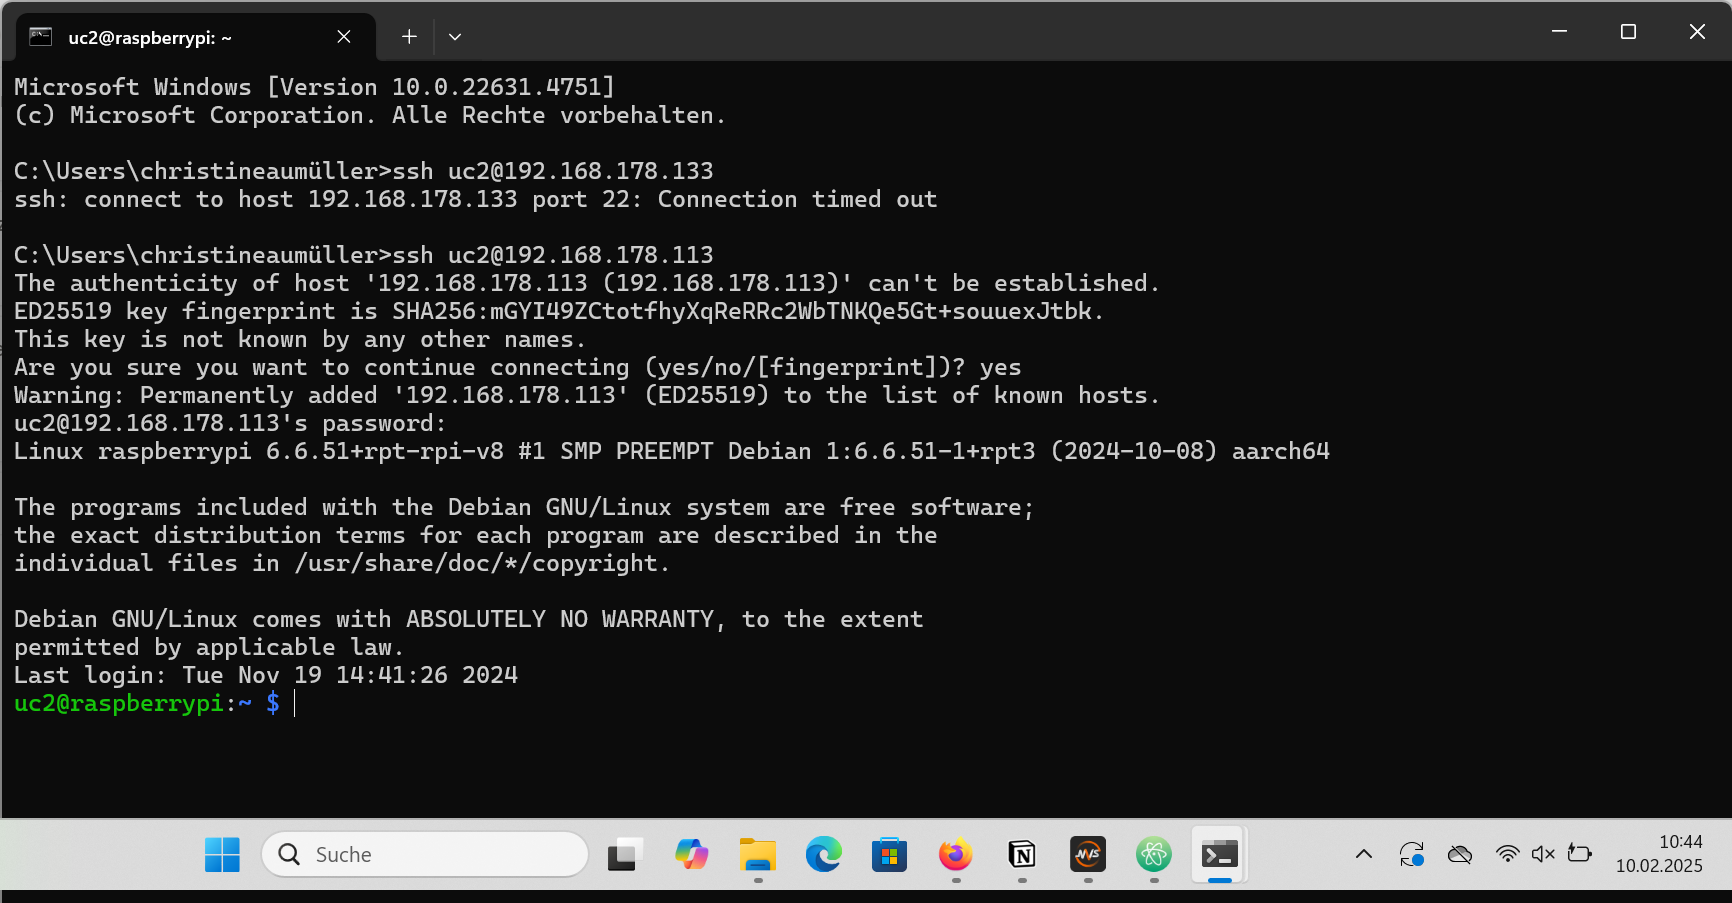 uc2@raspberrypi: ~
Microsoft Windows [Version 10.0.22631.4751]
(c) Microsoft Corporation. Alle Rechte vorbehalten.
C:\Users\christineaumüller>ssh uc2@192.168.178.133
ssh: connect to host 192.168.178.133 port 22: Connection timed out
C:\Users\christineaumüller>ssh uc2@192.168.178.113
The authenticity of host '192.168.178.113 (192.168.178.113)' can't be established.
ED25519 key fingerprint is SHA256:mGYI49ZCtotfhyXqReRRc2WbTNKQe5Gt+souuexJtbk.
This key is not known by any other names.
Are you sure you want to continue connecting (yes/no/[fingerprint])? yes
Warning: Permanently added '192.168.178.113' (ED25519) to the list of known hosts.
uc2@192.168.178.113's password:
Linux raspberrypi 6.6.51+rpt-rpi-v8 #1 SMP PREEMPT Debian 1:6.6.51-1+rpt3 (2024-10-08) aarch64
The programs included with the Debian GNU/Linux system are free software;
the exact distribution terms for each program are described in the
individual files in /usr/share/doc/*/copyright.
Debian GNU/Linux comes with ABSOLUTELY NO WARRANTY, to the extent
permitted by applicable law.
Last login: Tue Nov 19 14:41:26 2024
uc2@raspberrypi:~ $
Suche
NVS
10:44
10.02.2025